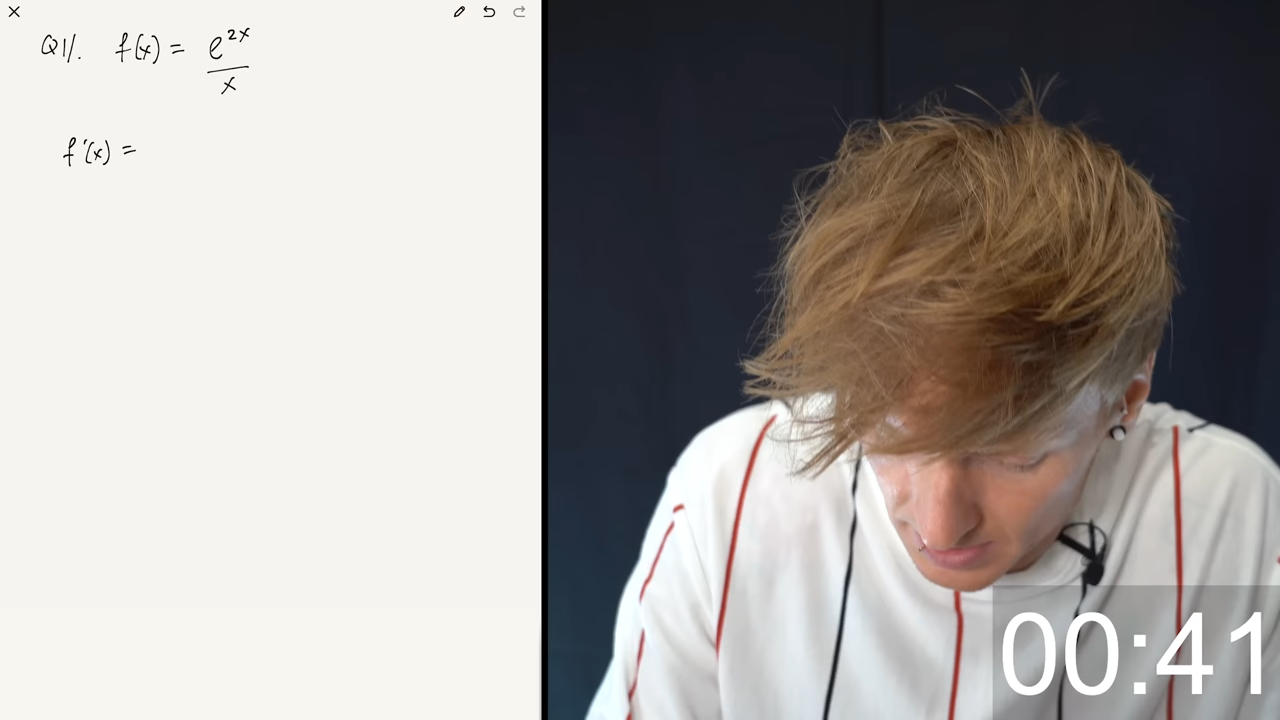 Q1/. f(x) = e^{2x}/x
f'(x) =
00:41